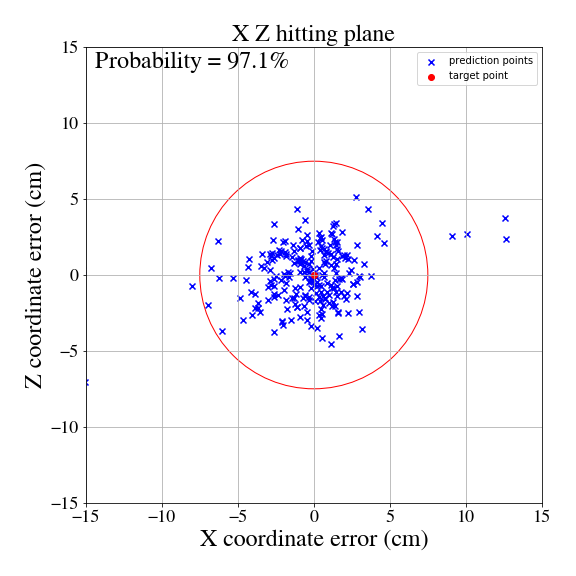 X Z hitting plane
Probability = 97.1%
prediction points
target point
Z coordinate error (cm)
15
10
5
0
−5
−10
−15
−15
−10
−5
0
5
10
15
X coordinate error (cm)